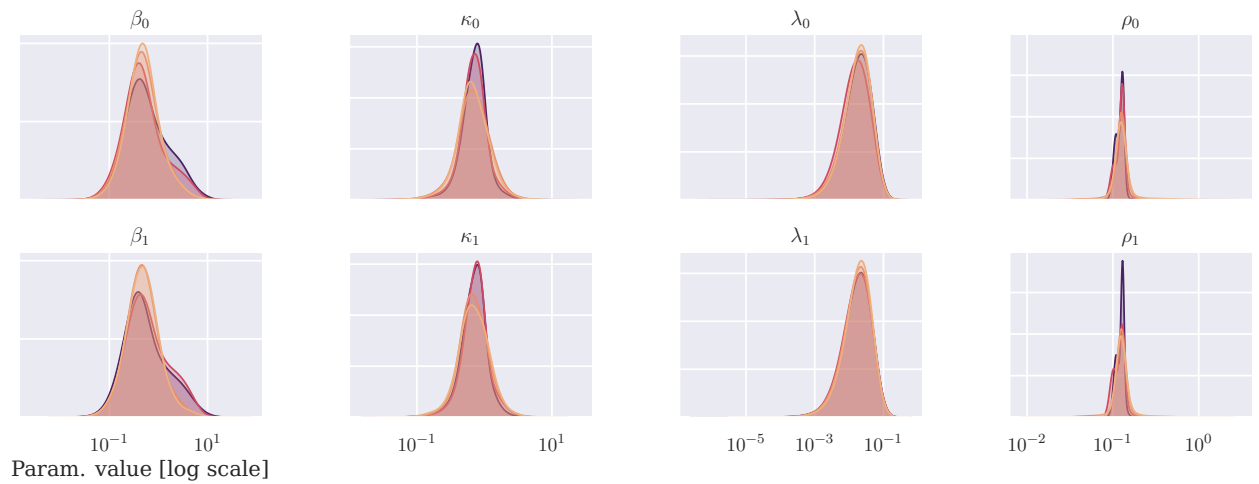 β₀ κ₀ λ₀ ρ₀
β₁ κ₁ λ₁ ρ₁
10⁻¹ 10¹ 10⁻¹ 10¹ 10⁻⁵ 10⁻³ 10⁻¹ 10⁻² 10⁻¹ 10⁰
Param. value [log scale]